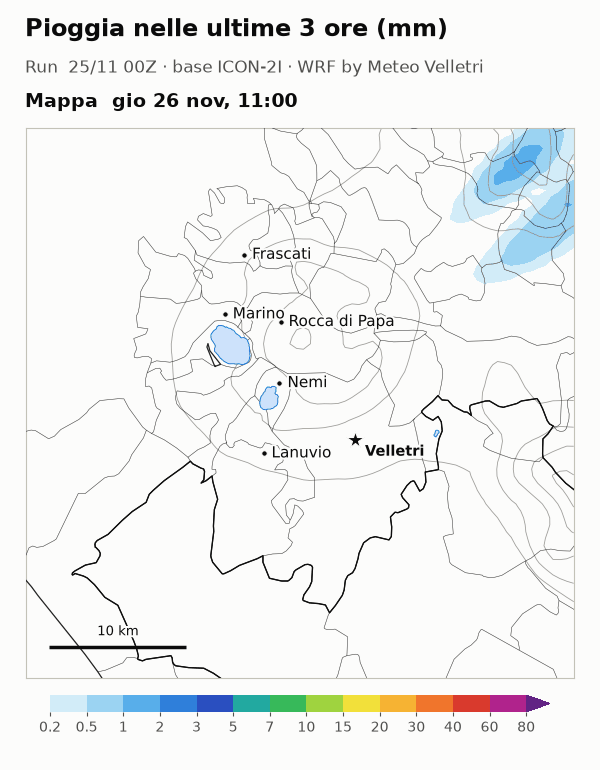 Pioggia nelle ultime 3 ore (mm)
Run  25/11 00Z · base ICON-2I · WRF by Meteo Velletri
Mappa  gio 26 nov, 11:00
Frascati
Marino
Rocca di Papa
Nemi
Velletri
Lanuvio
10 km
0.2 0.5 1 2 3 5 7 10 15 20 30 40 60 80